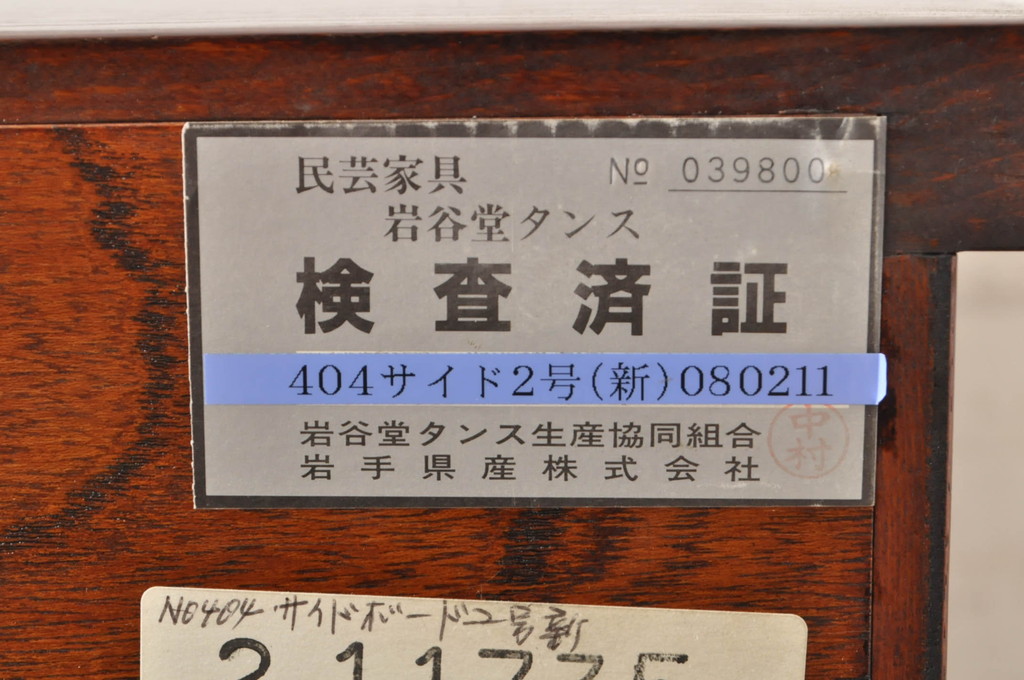 民芸家具 № 039800
岩谷堂タンス
検査済証
404サイド2号(新)080211
岩谷堂タンス生産協同組合
岩手県産株式会社
中村
No404 サイドボード2号新
211775